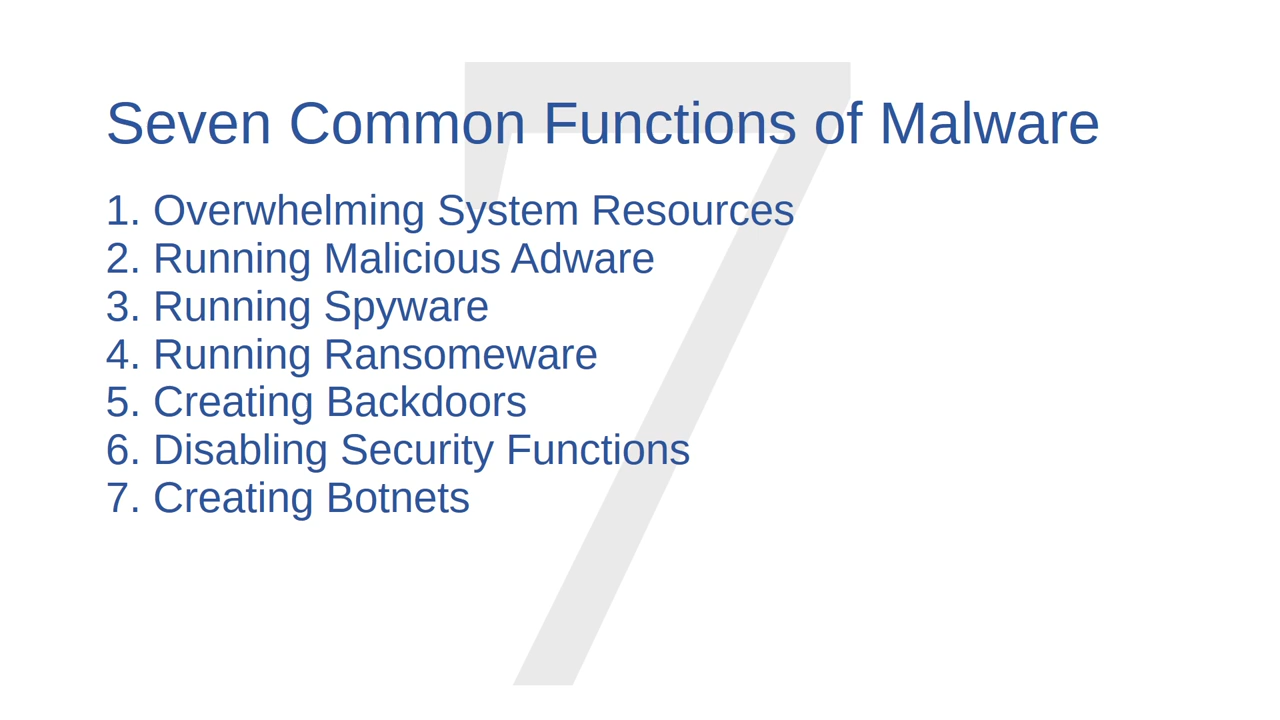 Seven Common Functions of Malware
1. Overwhelming System Resources
2. Running Malicious Adware
3. Running Spyware
4. Running Ransomeware
5. Creating Backdoors
6. Disabling Security Functions
7. Creating Botnets
7